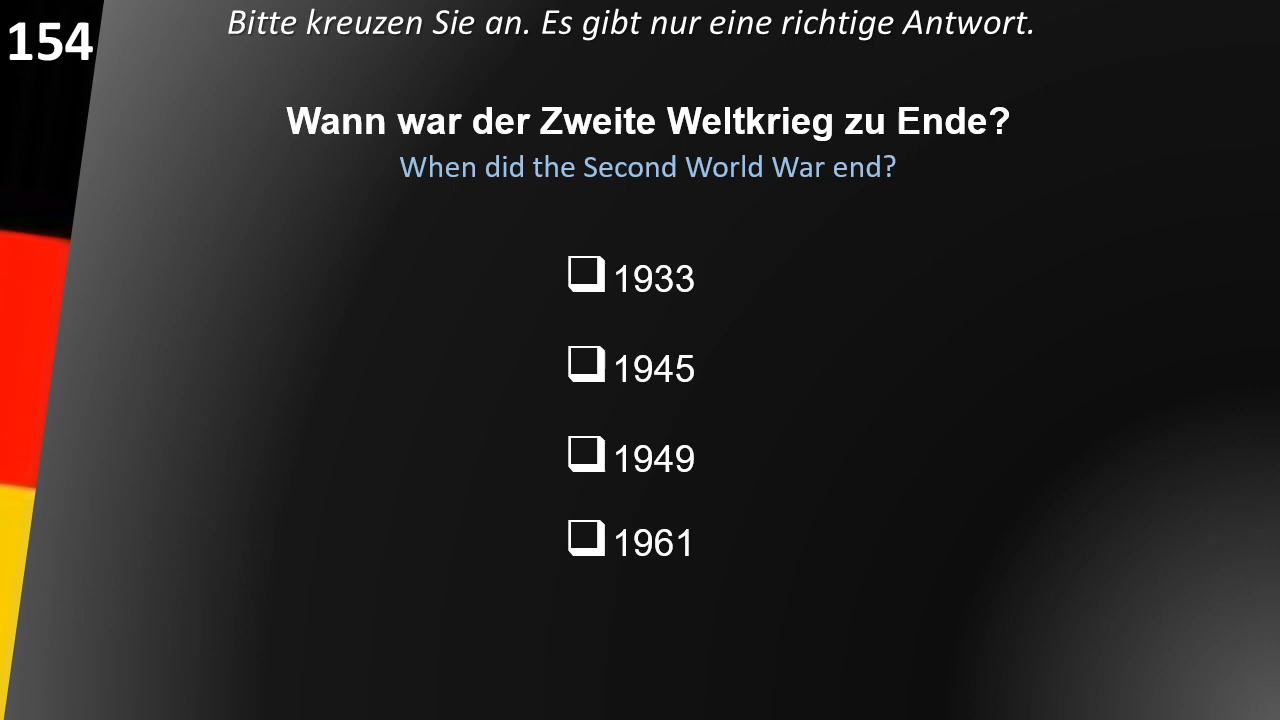 154
Bitte kreuzen Sie an. Es gibt nur eine richtige Antwort.
Wann war der Zweite Weltkrieg zu Ende?
When did the Second World War end?
❑ 1933
❑ 1945
❑ 1949
❑ 1961